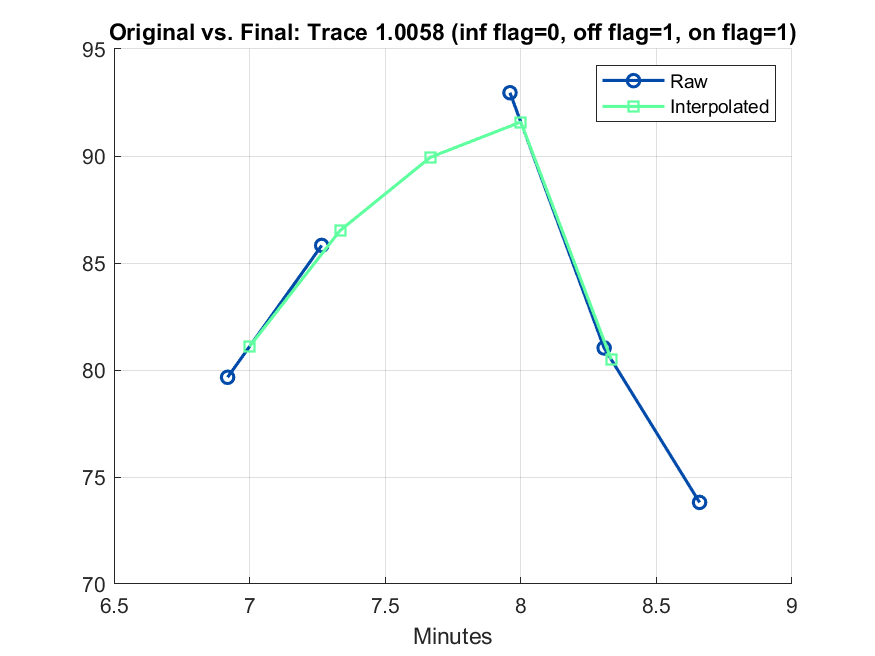 Original vs. Final: Trace 1.0058 (inf flag=0, off flag=1, on flag=1)
95
90
85
80
75
70
Raw
Interpolated
6.5 7 7.5 8 8.5 9
Minutes